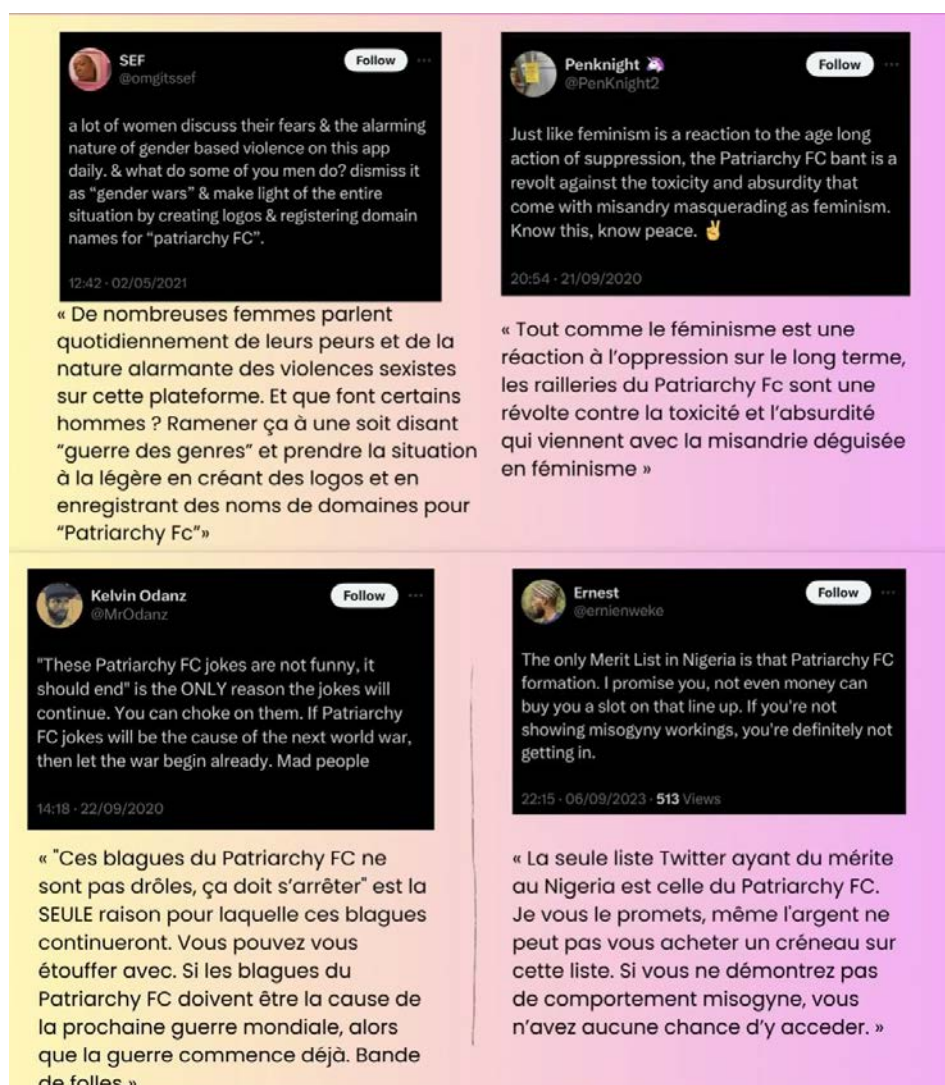 SEF
@omgitssef
Follow
a lot of women discuss their fears & the alarming
nature of gender based violence on this app
daily. & what do some of you men do? dismiss it
as “gender wars” & make light of the entire
situation by creating logos & registering domain
names for “patriarchy FC”.
12:42 · 02/05/2021
« De nombreuses femmes parlent
quotidiennement de leurs peurs et de la
nature alarmante des violences sexistes
sur cette plateforme. Et que font certains
hommes ? Ramener ça à une soit disant
“guerre des genres” et prendre la situation
à la légère en créant des logos et en
enregistrant des noms de domaines pour
“Patriarchy Fc”»
Penknight 🦄
@PenKnight2
Follow
Just like feminism is a reaction to the age long
action of suppression, the Patriarchy FC bant is a
revolt against the toxicity and absurdity that
come with misandry masquerading as feminism.
Know this, know peace. ✌️
20:54 · 21/09/2020
« Tout comme le féminisme est une
réaction à l’oppression sur le long terme,
les railleries du Patriarchy Fc sont une
révolte contre la toxicité et l’absurdité
qui viennent avec la misandrie déguisée
en féminisme »
Kelvin Odanz
@MrOdanz
Follow
"These Patriarchy FC jokes are not funny, it
should end" is the ONLY reason the jokes will
continue. You can choke on them. If Patriarchy
FC jokes will be the cause of the next world war,
then let the war begin already. Mad people
14:18 · 22/09/2020
« "Ces blagues du Patriarchy FC ne
sont pas drôles, ça doit s’arrêter" est la
SEULE raison pour laquelle ces blagues
continueront. Vous pouvez vous
étouffer avec. Si les blagues du
Patriarchy FC doivent être la cause de
la prochaine guerre mondiale, alors
que la guerre commence déjà. Bande
de folles »
Ernest
@ernienweke
Follow
The only Merit List in Nigeria is that Patriarchy FC
formation. I promise you, not even money can
buy you a slot on that line up. If you're not
showing misogyny workings, you're definitely not
getting in.
22:15 · 06/09/2023 · 513 Views
« La seule liste Twitter ayant du mérite
au Nigeria est celle du Patriarchy FC.
Je vous le promets, même l'argent ne
peut pas vous acheter un créneau sur
cette liste. Si vous ne démontrez pas
de comportement misogyne, vous
n’avez aucune chance d’y acceder. »